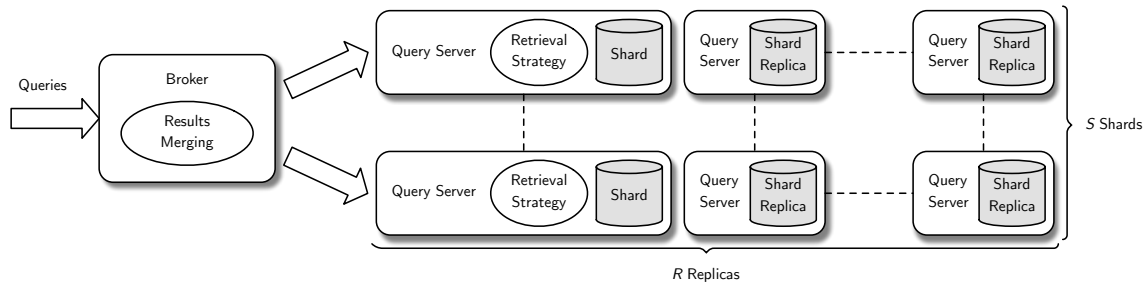 Queries
Broker
Results
Merging
Query Server
Retrieval
Strategy
Shard
Query
Server
Shard
Replica
Query
Server
Shard
Replica
S Shards
Query Server
Retrieval
Strategy
Shard
Query
Server
Shard
Replica
Query
Server
Shard
Replica
R Replicas